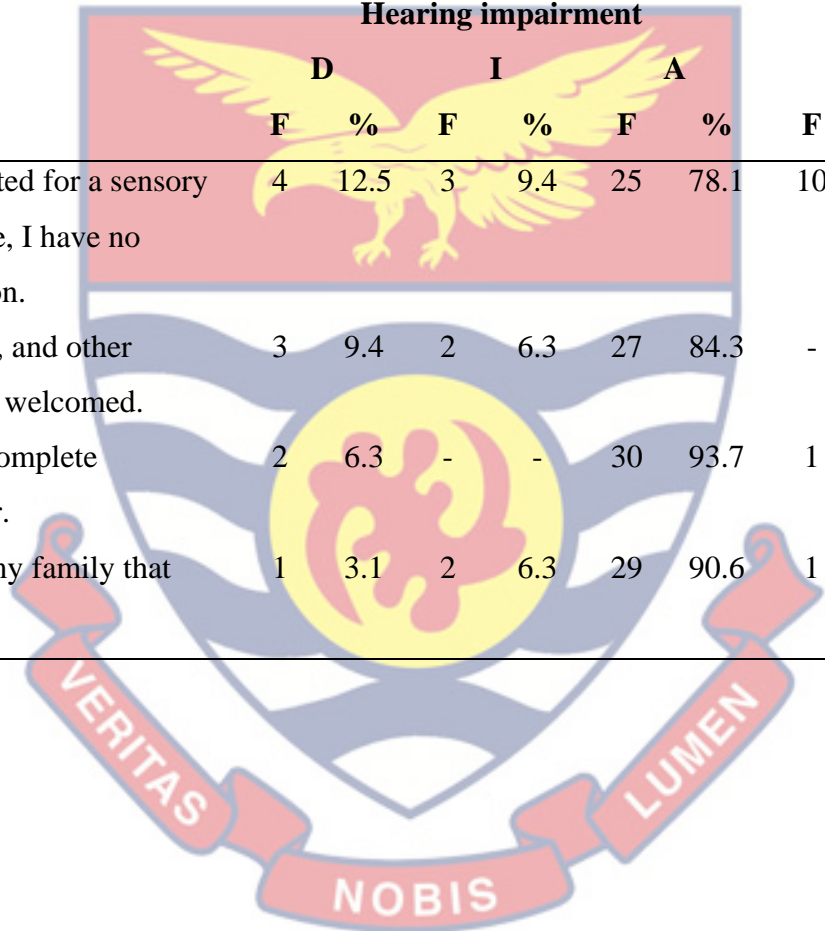 Hearing impairment
D I A
F % F % F % F
ted for a sensory 4 12.5 3 9.4 25 78.1 10
e, I have no
on.
, and other 3 9.4 2 6.3 27 84.3 -
welcomed.
omplete 2 6.3 - - 30 93.7 1
r.
ny family that 1 3.1 2 6.3 29 90.6 1
VERITAS
NOBIS
LUMEN